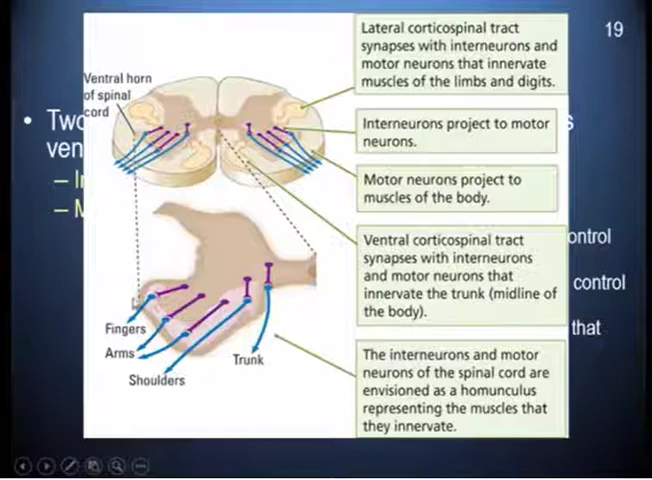 19
Lateral corticospinal tract
synapses with interneurons and
motor neurons that innervate
muscles of the limbs and digits.
Ventral horn
of spinal
cord
• Two
ven
Interneurons project to motor
neurons.
Motor neurons project to
muscles of the body.
ontrol
Ventral corticospinal tract
synapses with interneurons
and motor neurons that
innervate the trunk (midline of
the body).
control
that
Fingers
Arms
Shoulders
Trunk
The interneurons and motor
neurons of the spinal cord are
envisioned as a homunculus
representing the muscles that
they innervate.